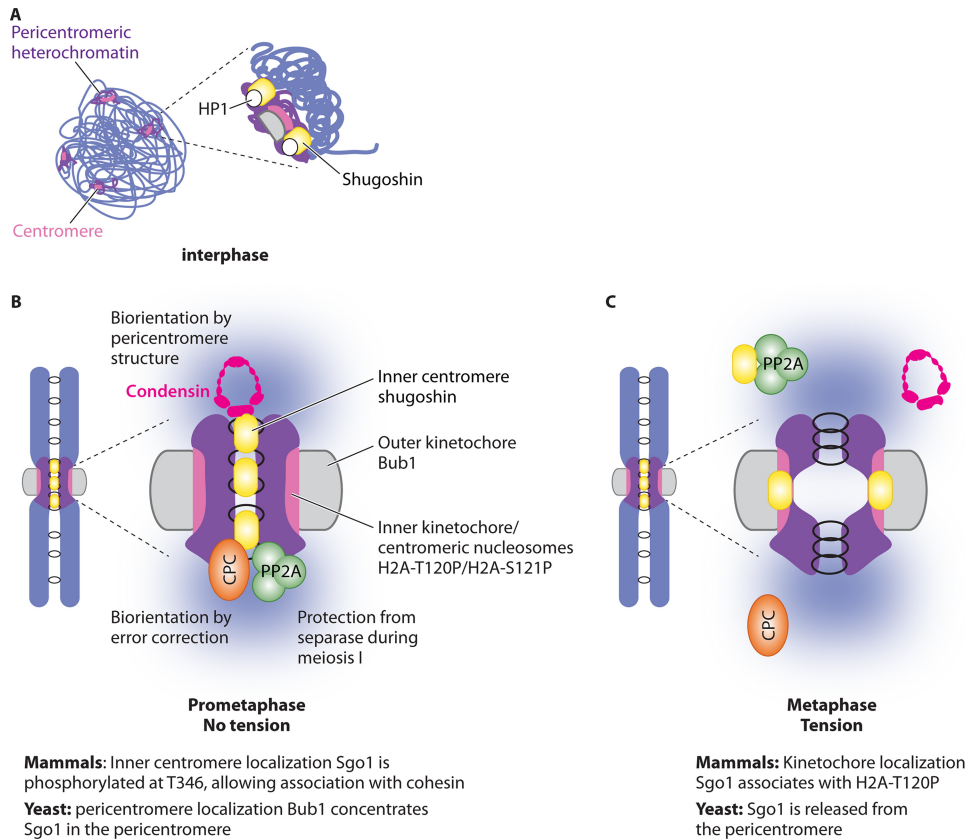 A
Pericentromeric
heterochromatin
HP1
Shugoshin
Centromere
interphase
B
Biorientation by
pericentromere
structure
Condensin
Inner centromere
shugoshin
Outer kinetochore
Bub1
Inner kinetochore/
centromeric nucleosomes
H2A-T120P/H2A-S121P
CPC
PP2A
Biorientation by
error correction
Protection from
separase during
meiosis I
Prometaphase
No tension
Mammals: Inner centromere localization Sgo1 is
phosphorylated at T346, allowing association with cohesin
Yeast: pericentromere localization Bub1 concentrates
Sgo1 in the pericentromere
C
PP2A
CPC
Metaphase
Tension
Mammals: Kinetochore localization
Sgo1 associates with H2A-T120P
Yeast: Sgo1 is released from
the pericentromere